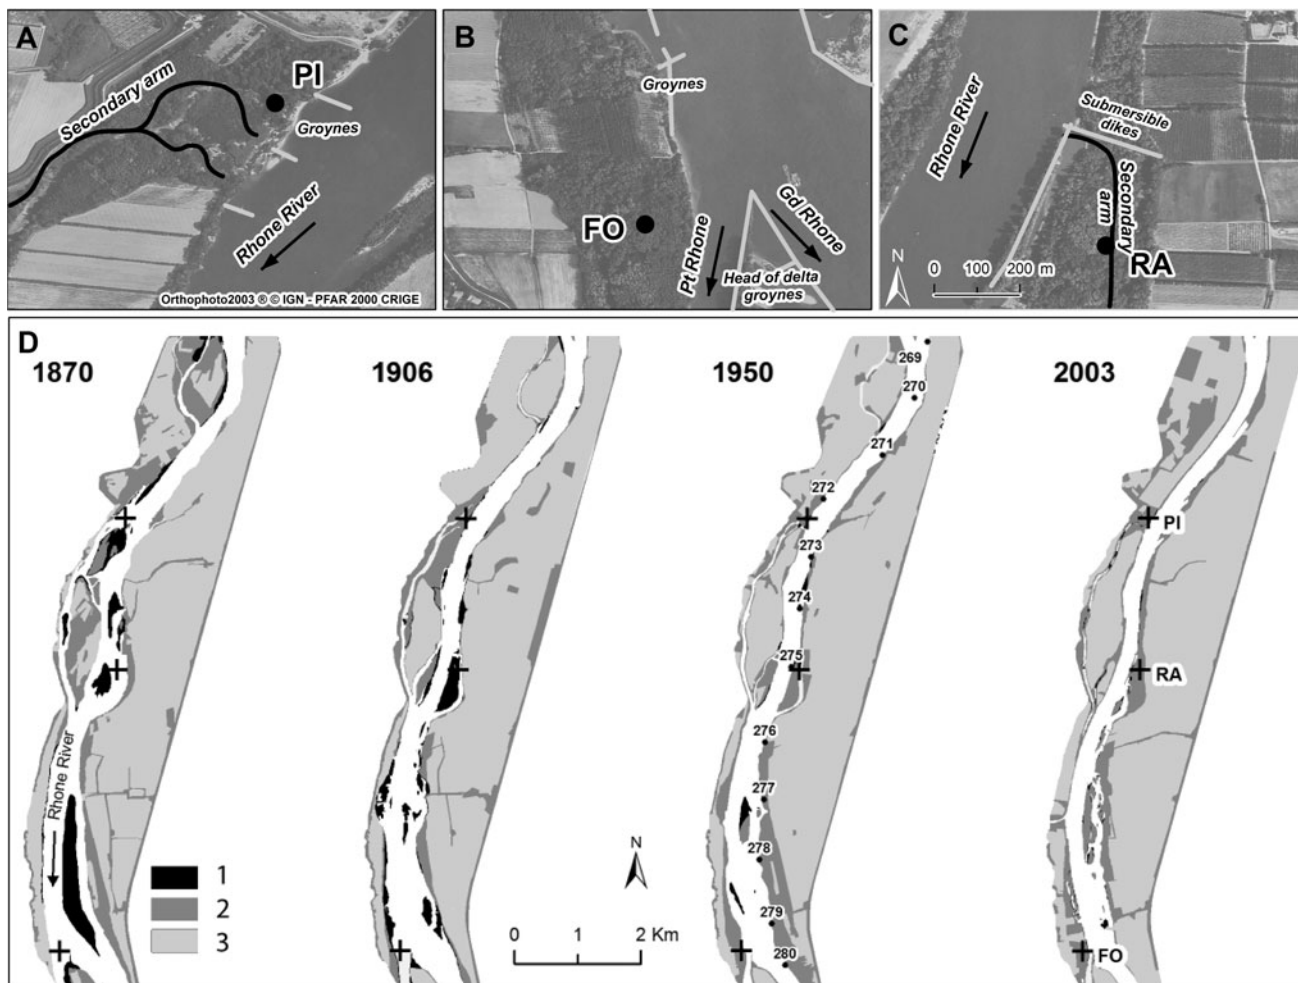 A
Secondary arm
PI
Groynes
Rhone River
Orthophoto2003 ® © IGN - PFAR 2000 CRIGE
B
Groynes
FO
Pt Rhone
Gd Rhone
Head of delta
groynes
C
Rhone River
Submersible
dikes
Secondary
arm
RA
N
0 100 200 m
D
1870
1906
1950
2003
269
270
271
272
273
274
275
276
277
278
279
280
PI
RA
FO
Rhone River
1
2
3
N
0 1 2 Km